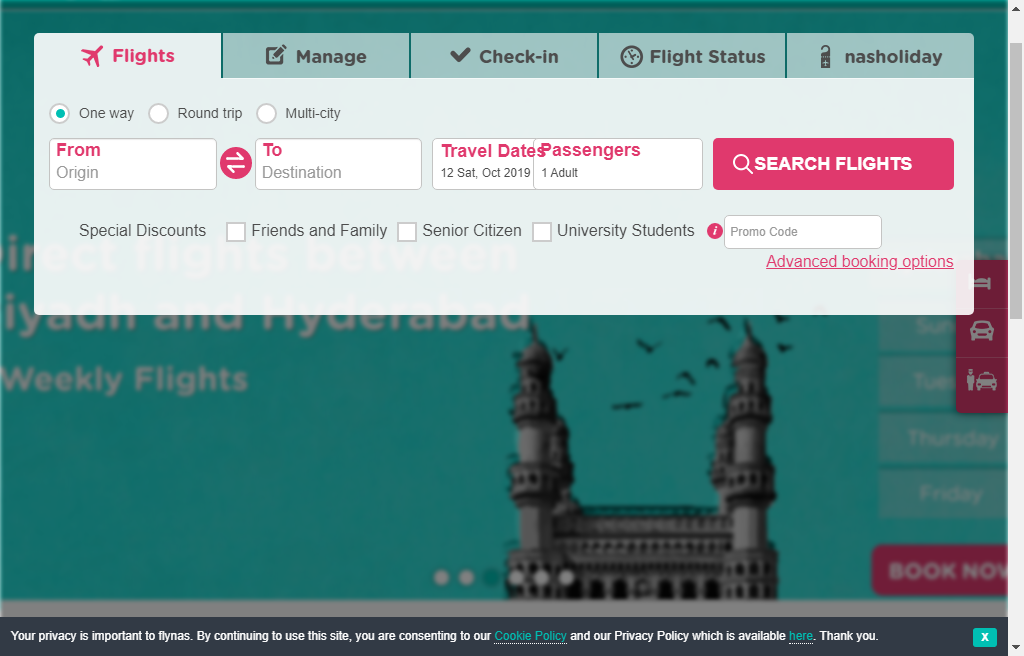 Flights
Manage
Check-in
Flight Status
nasholiday
One way
Round trip
Multi-city
From
Origin
To
Destination
Travel Dates
12 Sat, Oct 2019
Passengers
1 Adult
SEARCH FLIGHTS
Special Discounts
Friends and Family
Senior Citizen
University Students
i
Promo Code
Advanced booking options
irect flights between
iyadh and Hyderabad
Weekly Flights
Sun
Tues
Thursday
Friday
BOOK NOW
Your privacy is important to flynas. By continuing to use this site, you are consenting to our Cookie Policy and our Privacy Policy which is available here. Thank you.
X